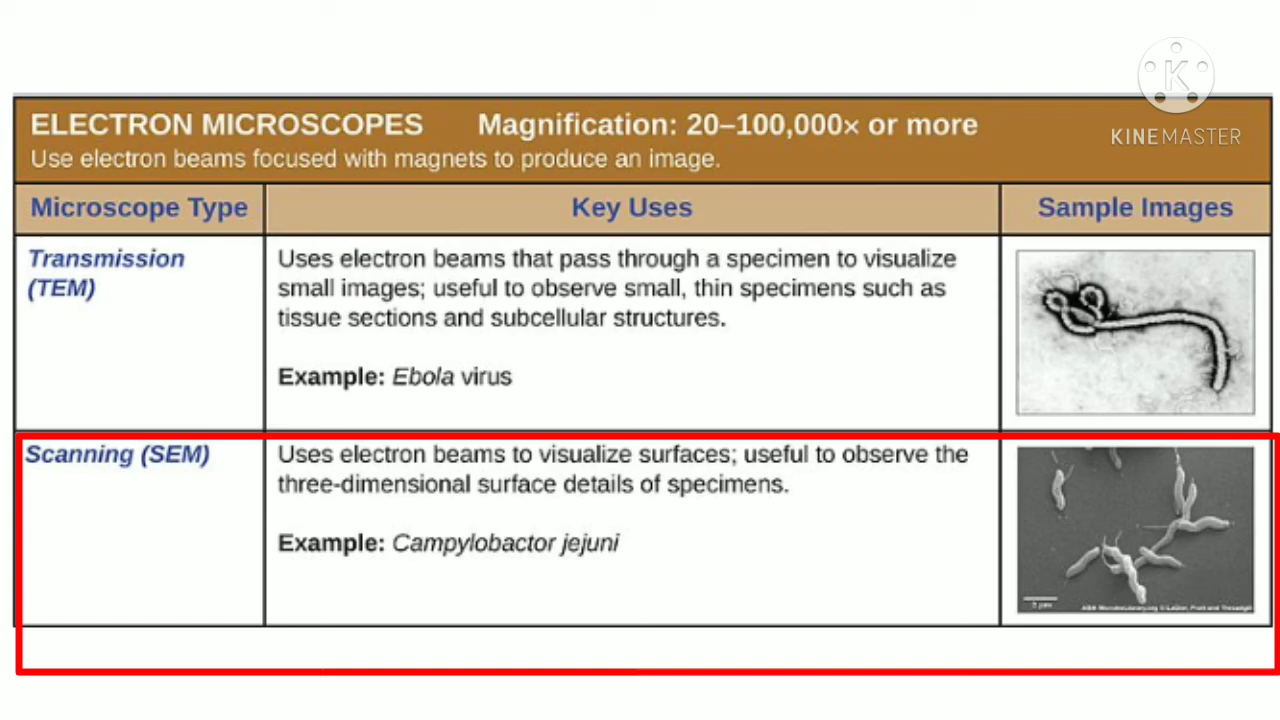 K
KINEMASTER
ELECTRON MICROSCOPES Magnification: 20–100,000× or more
Use electron beams focused with magnets to produce an image.
Microscope Type Key Uses Sample Images
Transmission
(TEM)
Uses electron beams that pass through a specimen to visualize
small images; useful to observe small, thin specimens such as
tissue sections and subcellular structures.
Example: Ebola virus
Scanning (SEM)
Uses electron beams to visualize surfaces; useful to observe the
three-dimensional surface details of specimens.
Example: Campylobactor jejuni